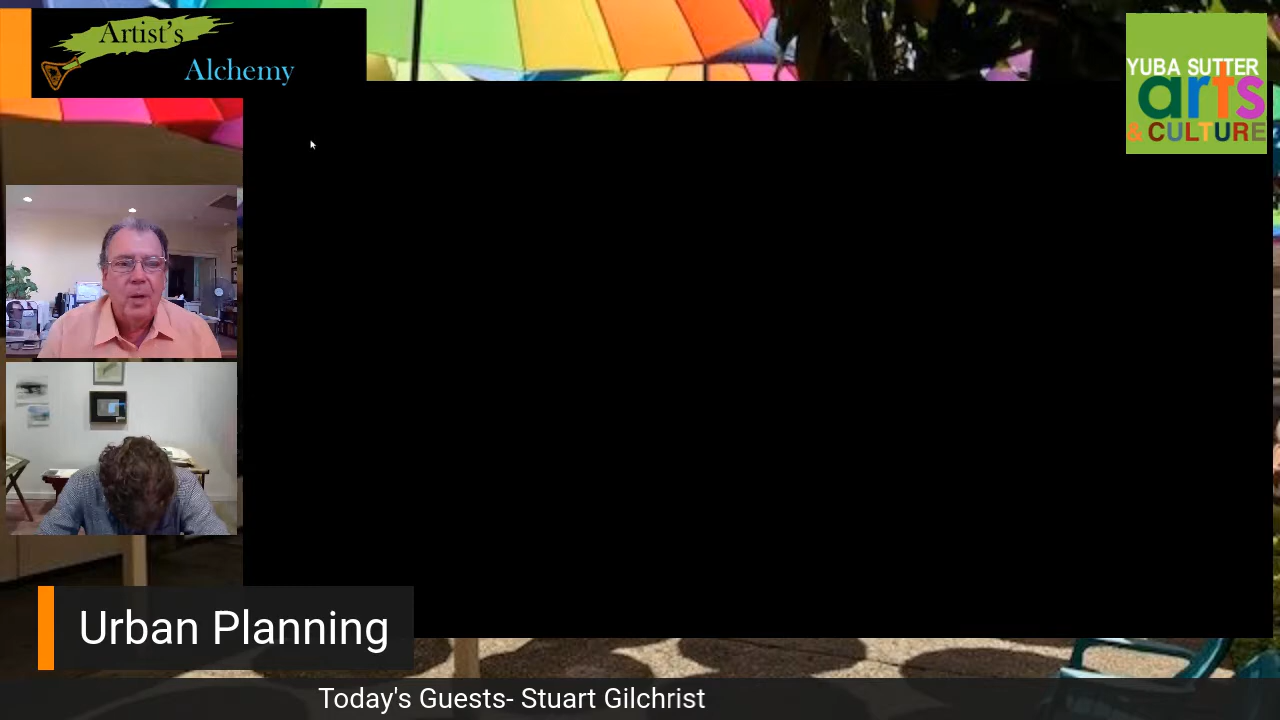 Artist's
Alchemy
YUBA SUTTER
arts
& CULTURE
Urban Planning
Today's Guests- Stuart Gilchrist